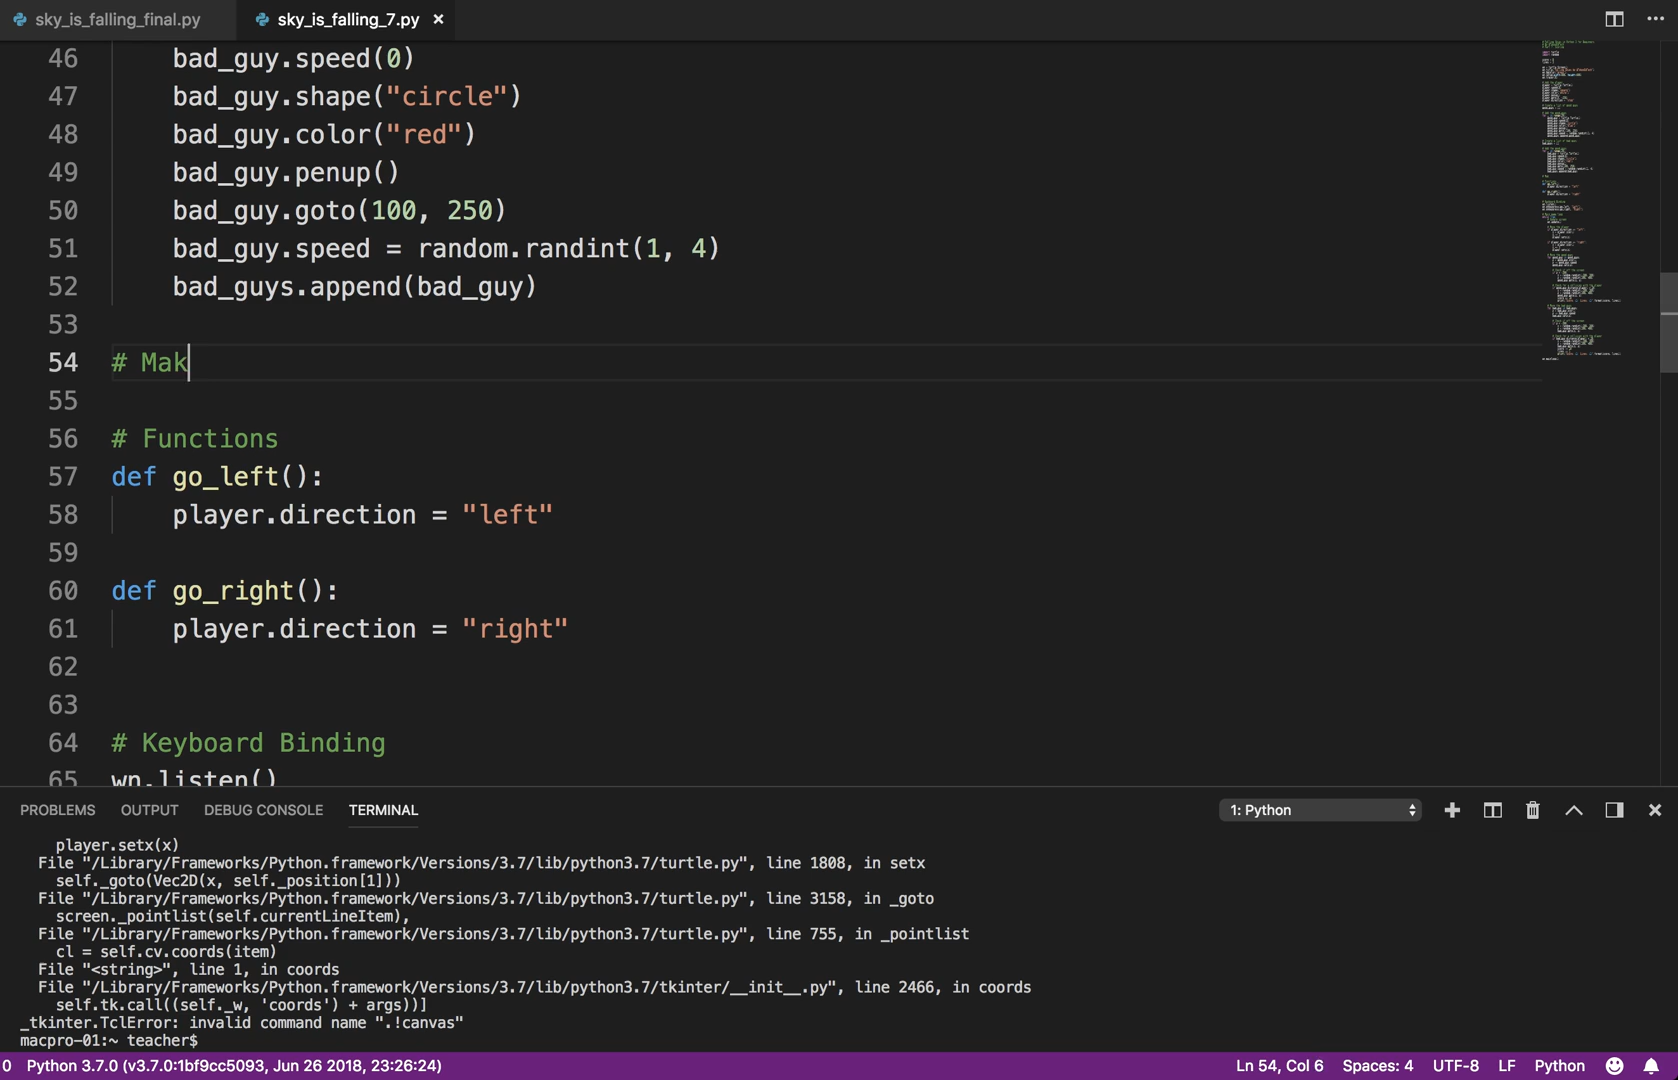 sky_is_falling_final.py
sky_is_falling_7.py ×
46 bad_guy.speed(0)
47 bad_guy.shape("circle")
48 bad_guy.color("red")
49 bad_guy.penup()
50 bad_guy.goto(100, 250)
51 bad_guy.speed = random.randint(1, 4)
52 bad_guys.append(bad_guy)
53
54 # Mak
55
56 # Functions
57 def go_left():
58 player.direction = "left"
59
60 def go_right():
61 player.direction = "right"
62
63
64 # Keyboard Binding
65 wn.listen()
PROBLEMS OUTPUT DEBUG CONSOLE TERMINAL 1: Python
player.setx(x)
File "/Library/Frameworks/Python.framework/Versions/3.7/lib/python3.7/turtle.py", line 1808, in setx
self._goto(Vec2D(x, self._position[1]))
File "/Library/Frameworks/Python.framework/Versions/3.7/lib/python3.7/turtle.py", line 3158, in _goto
screen._pointlist(self.currentLineItem),
File "/Library/Frameworks/Python.framework/Versions/3.7/lib/python3.7/turtle.py", line 755, in _pointlist
cl = self.cv.coords(item)
File "<string>", line 1, in coords
File "/Library/Frameworks/Python.framework/Versions/3.7/lib/python3.7/tkinter/__init__.py", line 2466, in coords
self.tk.call((self._w, 'coords') + args))]
_tkinter.TclError: invalid command name ".!canvas"
macpro-01:~ teacher$
0 Python 3.7.0 (v3.7.0:1bf9cc5093, Jun 26 2018, 23:26:24) Ln 54, Col 6 Spaces: 4 UTF-8 LF Python